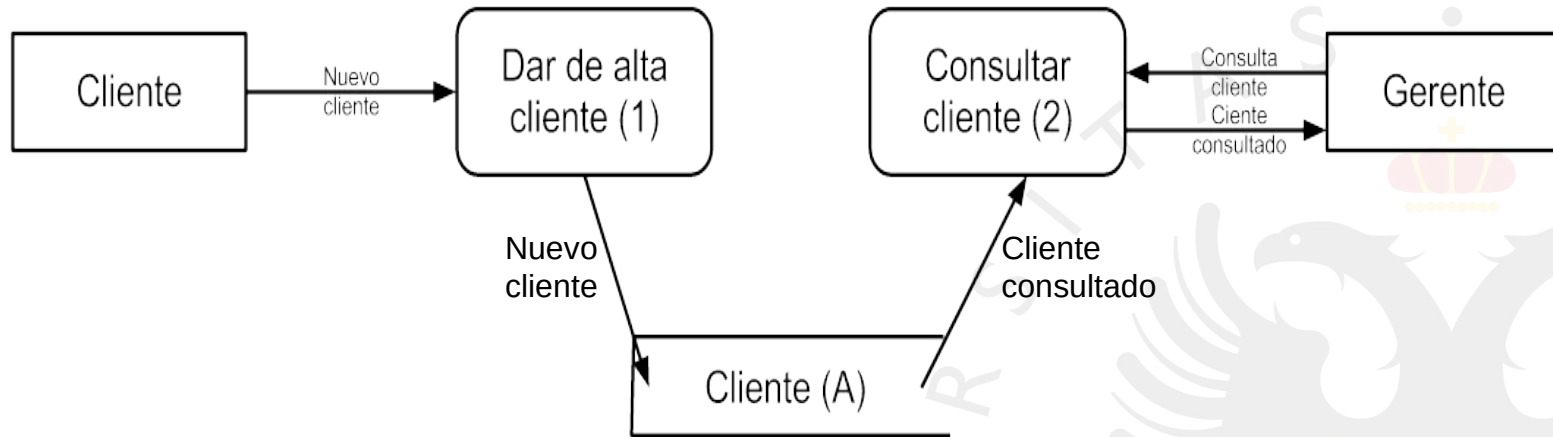 Cliente
Nuevo
cliente
Dar de alta
cliente (1)
Consultar
cliente (2)
Consulta
cliente
Ciente
consultado
Gerente
Nuevo
cliente
Cliente
consultado
Cliente (A)
R S I T A S